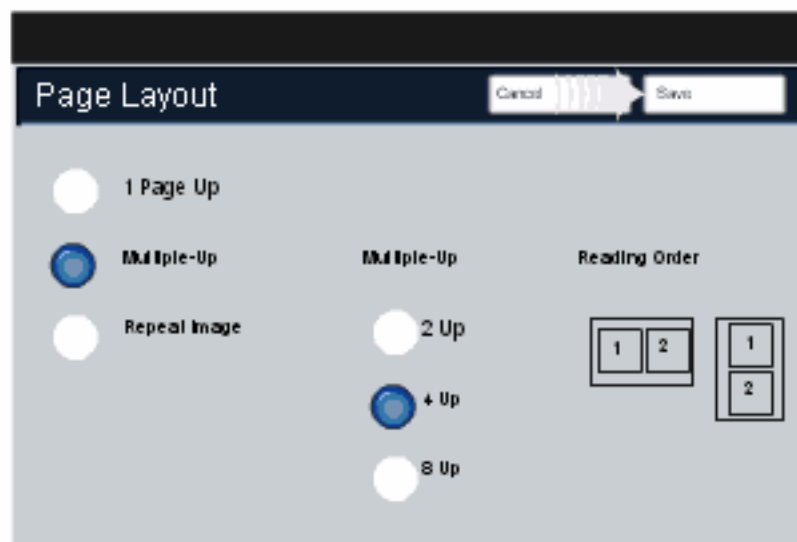 Page Layout
Cancel
Save
1 Page Up
Multiple-Up
Multiple-Up
Reading Order
Repeat Image
2 Up
1 2
1
2
4 Up
8 Up